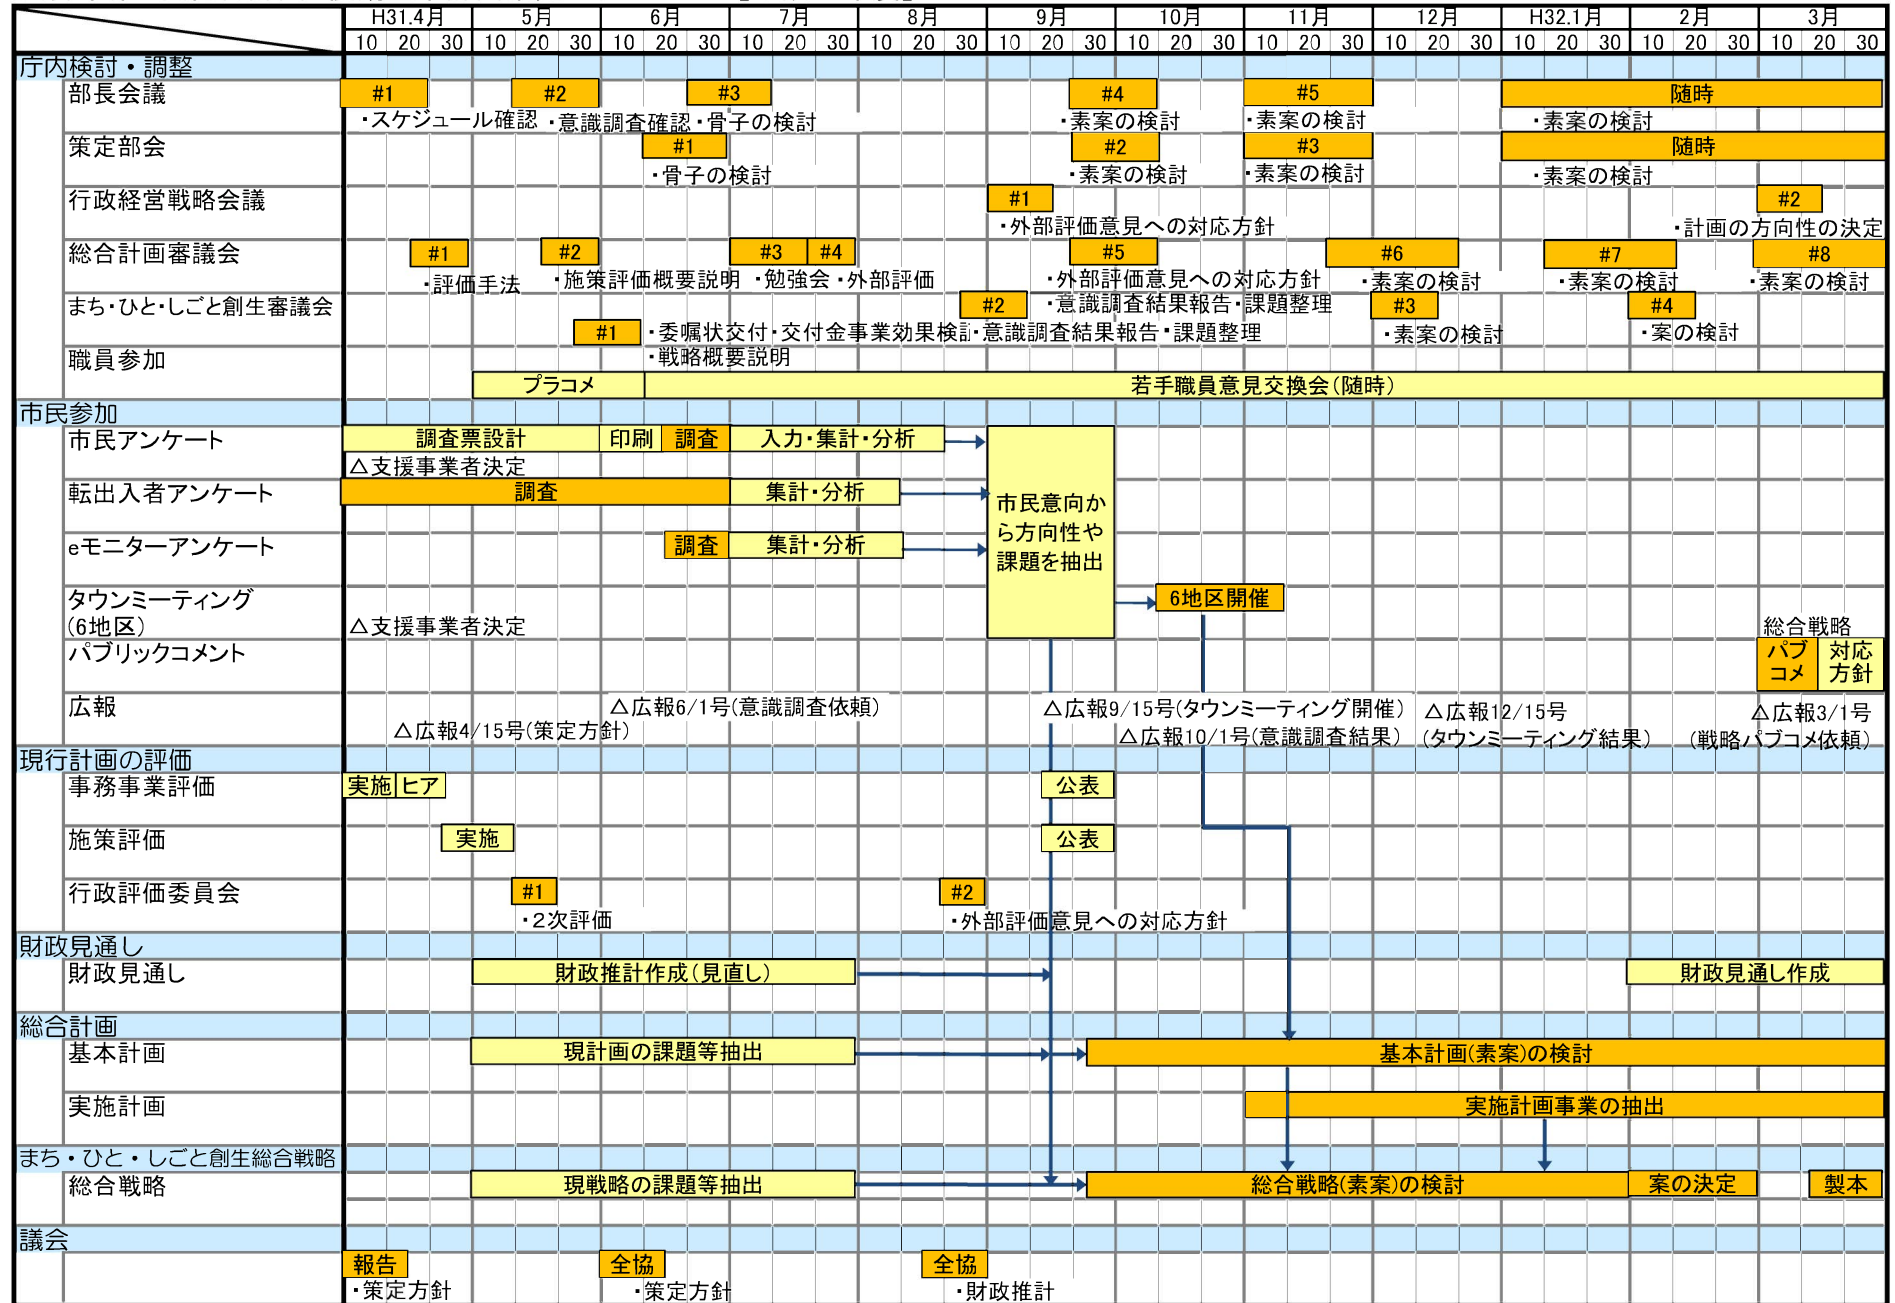 H31.4月 5月 6月 7月 8月 9月 10月 11月 12月 H32.1月 2月 3月
10 20 30 10 20 30 10 20 30 10 20 30 10 20 30 10 20 30 10 20 30 10 20 30 10 20 30 10 20 30 10 20 30 10 20 30
庁内検討・調整
部長会議 #1 #2 #3 #4 #5 随時
・スケジュール確認 ・意識調査確認 ・骨子の検討 ・素案の検討 ・素案の検討 ・素案の検討
策定部会 #1 #2 #3 随時
・骨子の検討 ・素案の検討 ・素案の検討 ・素案の検討
行政経営戦略会議 #1 #2
・外部評価意見への対応方針 ・計画の方向性の決定
総合計画審議会 #1 #2 #3 #4 #5 #6 #7 #8
・評価手法 ・施策評価概要説明 ・勉強会 ・外部評価 ・外部評価意見への対応方針 ・素案の検討 ・素案の検討 ・素案の検討
・意識調査結果報告・課題整理
まち・ひと・しごと創生審議会 #2 #3 #4
#1 ・委嘱状交付・交付金事業効果検 ・意識調査結果報告・課題整理 ・素案の検討 ・案の検討
・戦略概要説明
職員参加
プラコメ 若手職員意見交換会(随時)
市民参加
市民アンケート 調査票設計 印刷 調査 入力・集計・分析
△支援事業者決定
転出入者アンケート 調査 集計・分析
市民意向か
ら方向性や
課題を抽出
eモニターアンケート 調査 集計・分析
タウンミーティング 6地区開催
(6地区) △支援事業者決定
総合戦略
パブリックコメント パブ 対応
コメ 方針
広報 △広報6/1号(意識調査依頼) △広報9/15号(タウンミーティング開催) △広報12/15号 △広報3/1号
△広報4/15号(策定方針) △広報10/1号(意識調査結果) (タウンミーティング結果) (戦略パブコメ依頼)
現行計画の評価
事務事業評価 実施 ヒア 公表
施策評価 実施 公表
行政評価委員会 #1 #2
・2次評価 ・外部評価意見への対応方針
財政見通し
財政見通し 財政推計作成(見直し) 財政見通し作成
総合計画
基本計画 現計画の課題等抽出 基本計画(素案)の検討
実施計画 実施計画事業の抽出
まち・ひと・しごと創生総合戦略
総合戦略 現戦略の課題等抽出 総合戦略(素案)の検討 案の決定 製本
議会
報告 全協 全協
・策定方針 ・策定方針 ・財政推計